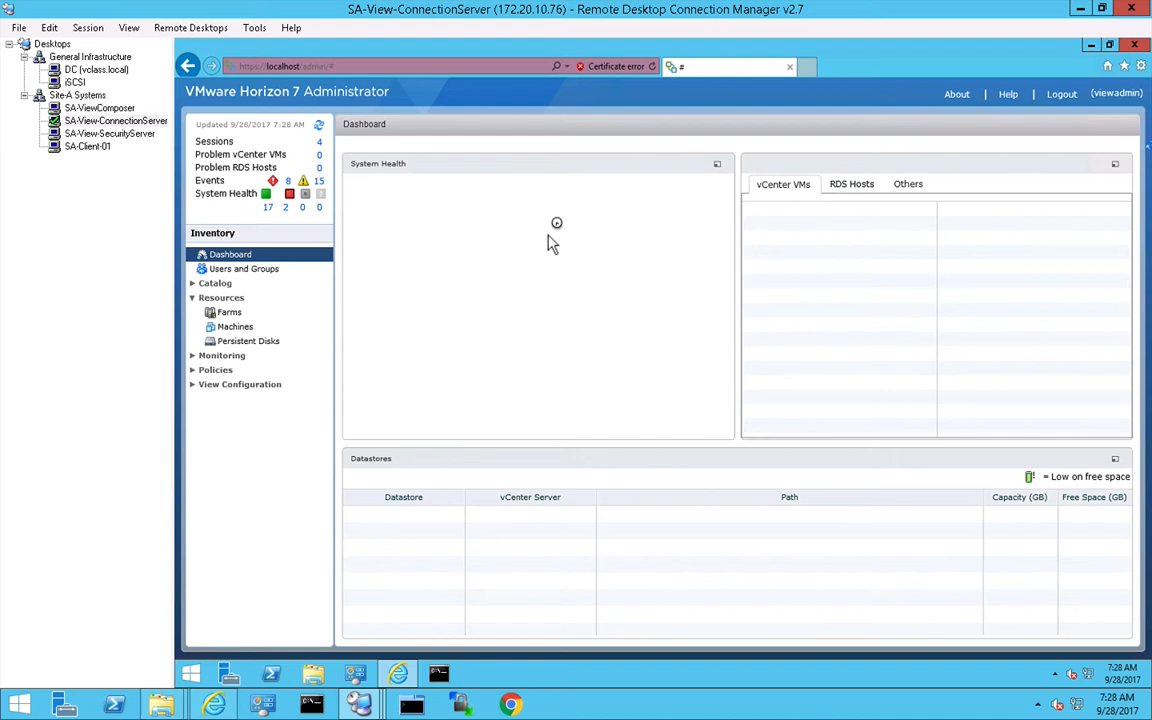 SA-View-ConnectionServer (172.20.10.76) - Remote Desktop Connection Manager v2.7
File Edit Session View Remote Desktops Tools Help
Desktops
General Infrastructure
DC (vclass.local)
iSCSI
Site-A Systems
SA-ViewComposer
SA-View-ConnectionServer
SA-View-SecurityServer
SA-Client-01
https://localhost/admin/# Certificate error #
VMware Horizon 7 Administrator
About Help Logout (viewadmin)
Updated 9/28/2017 7:28 AM
Sessions 4
Problem vCenter VMs 0
Problem RDS Hosts 0
Events 8 15
System Health
17 2 0 0
Inventory
Dashboard
Users and Groups
Catalog
Resources
Farms
Machines
Persistent Disks
Monitoring
Policies
View Configuration
Dashboard
System Health
vCenter VMs RDS Hosts Others
Datastores
= Low on free space
Datastore vCenter Server Path Capacity (GB) Free Space (GB)
7:28 AM
9/28/2017
7:28 AM
9/28/2017